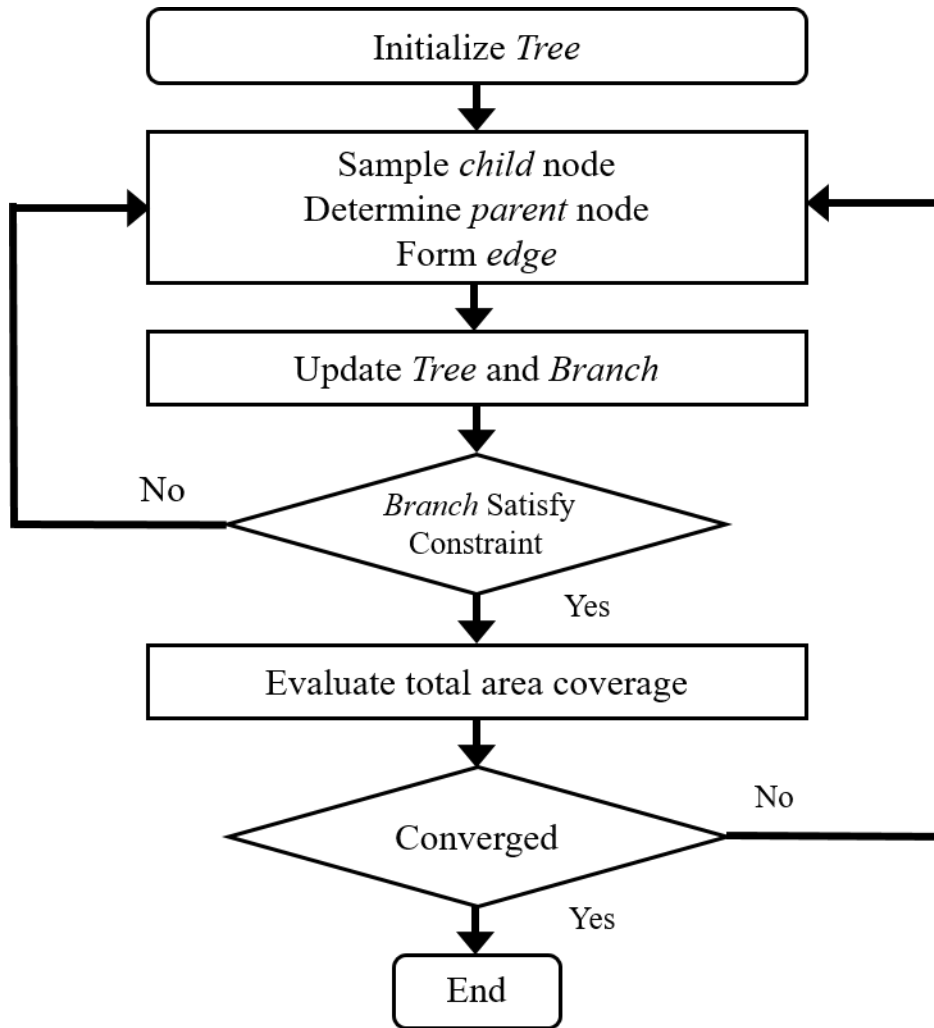 Initialize Tree
Sample child node
Determine parent node
Form edge
Update Tree and Branch
No
Branch Satisfy
Constraint
Yes
Evaluate total area coverage
No
Converged
Yes
End